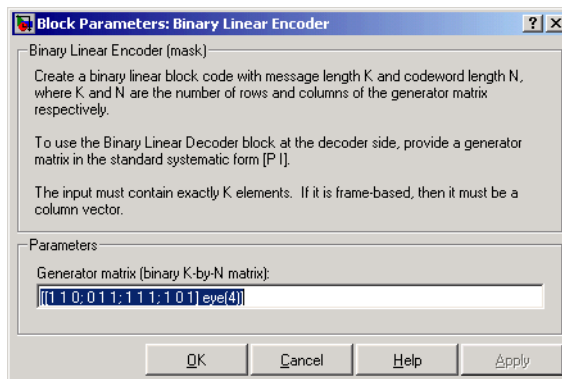 Block Parameters: Binary Linear Encoder
Binary Linear Encoder (mask)
Create a binary linear block code with message length K and codeword length N,
where K and N are the number of rows and columns of the generator matrix
respectively.
To use the Binary Linear Decoder block at the decoder side, provide a generator
matrix in the standard systematic form [P I].
The input must contain exactly K elements. If it is frame-based, then it must be a
column vector.
Parameters
Generator matrix (binary K-by-N matrix):
[[1 1 0; 0 1 1; 1 1 1; 1 0 1] eye(4)]
OK Cancel Help Apply